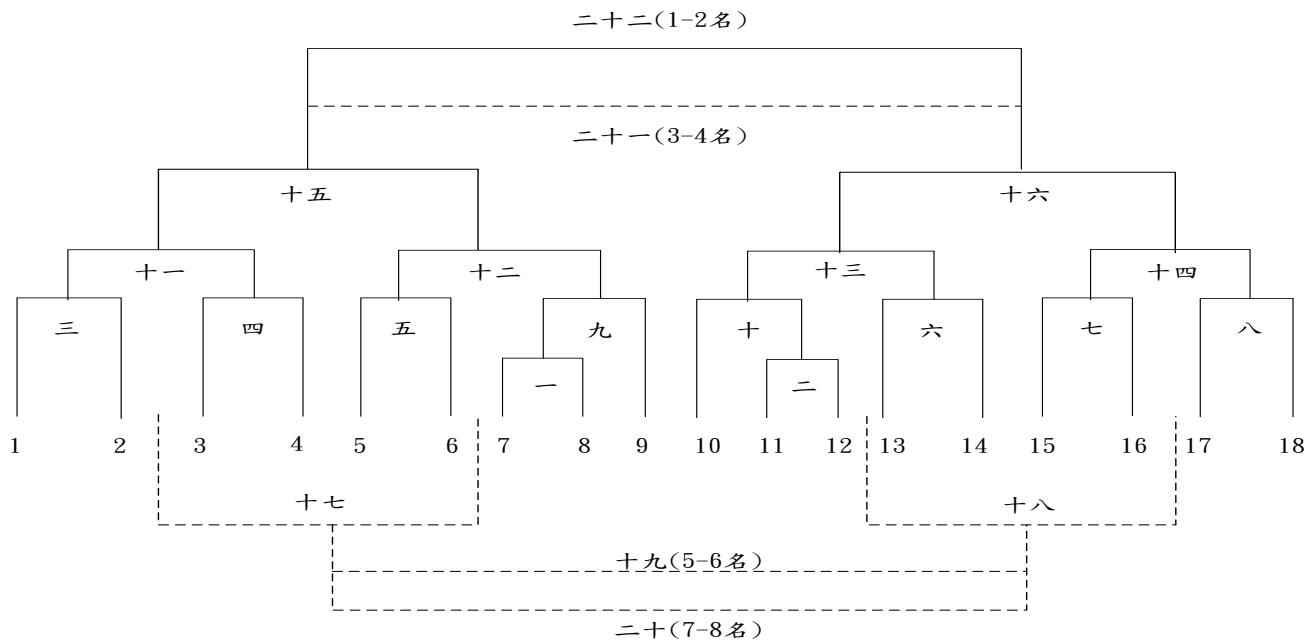 二十二(1-2名)
二十一(3-4名)
十五 十六
十一 十二 十三 十四
三 四 五 九 十 六 七 八
一 二
1 2 3 4 5 6 7 8 9 10 11 12 13 14 15 16 17 18
十七 十八
十九(5-6名)
二十(7-8名)